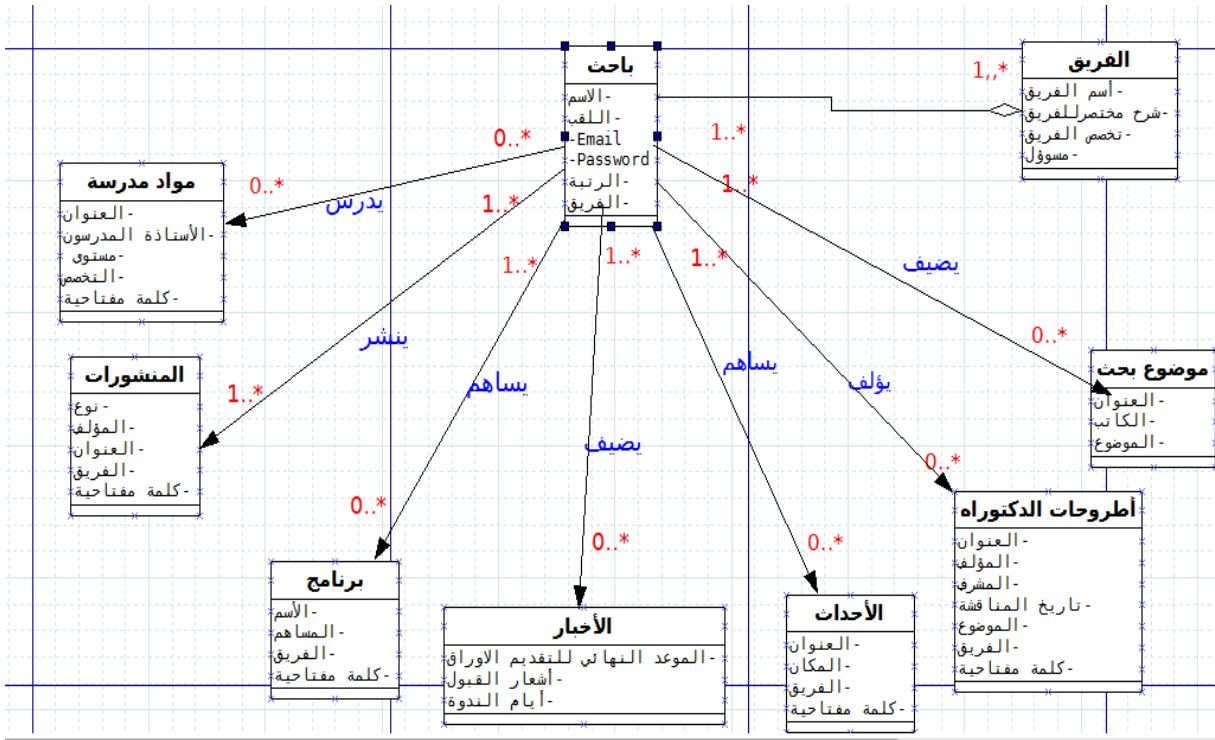 باحث
-الاسم
-اللقب
-Email
-Password
-الرتبة
-الفريق
الفريق
-أسم الفريق
-شرح مختصرللفريق
-تخصص الفريق
-مسوؤل
1,,*
1..*
0..*
0..*
يدرس
مواد مدرسة
-العنوان
-الأستاذة المدرسون
-مستوى
-التخصص
-كلمة مفتاحية
1..*
ينشر
1..*
المنشورات
-نوع
-المؤلف
-العنوان
-الفريق
-كلمة مفتاحية
1..*
يساهم
0..*
برنامج
-الأسم
-المساهم
-الفريق
-كلمة مفتاحية
1..*
يضيف
0..*
الأخبار
-الموعد النهائي للتقديم الاوراق
-أشعار القبول
-أيام الندوة
1..*
يساهم
0..*
الأحداث
-العنوان
-المكان
-الفريق
-كلمة مفتاحية
1..*
يؤلف
0..*
أطروحات الدكتوراه
-العنوان
-المؤلف
-المشرف
-تاريخ المناقشة
-الموضوع
-الفريق
-كلمة مفتاحية
يضيف
0..*
موضوع بحث
-العنوان
-الكاتب
-الموضوع